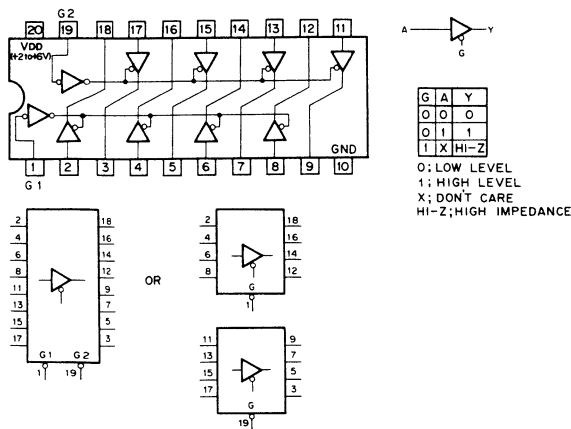 G2
20 19 18 17 16 15 14 13 12 11
VDD
(+2 to +6V)
GND
1 2 3 4 5 6 7 8 9 10
G1
A Y
G
G A Y
0 0 0
0 1 1
1 X HI-Z
0; LOW LEVEL
1; HIGH LEVEL
X; DON'T CARE
HI-Z; HIGH IMPEDANCE
2 18
4 16
6 14
8 12
11 9
13 7
15 5
17 3
G1 G2
1 19
OR
2 18
4 16
6 14
8 12
G
1
11 9
13 7
15 5
17 3
G
19